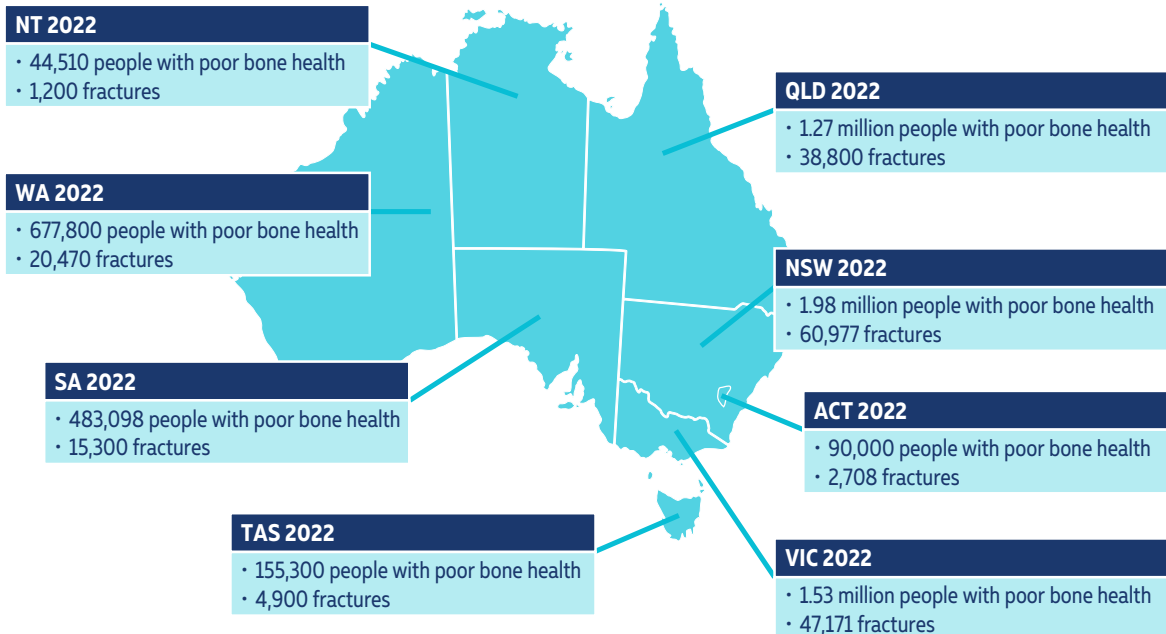 NT 2022
· 44,510 people with poor bone health
· 1,200 fractures
WA 2022
· 677,800 people with poor bone health
· 20,470 fractures
SA 2022
· 483,098 people with poor bone health
· 15,300 fractures
TAS 2022
· 155,300 people with poor bone health
· 4,900 fractures
QLD 2022
· 1.27 million people with poor bone health
· 38,800 fractures
NSW 2022
· 1.98 million people with poor bone health
· 60,977 fractures
ACT 2022
· 90,000 people with poor bone health
· 2,708 fractures
VIC 2022
· 1.53 million people with poor bone health
· 47,171 fractures